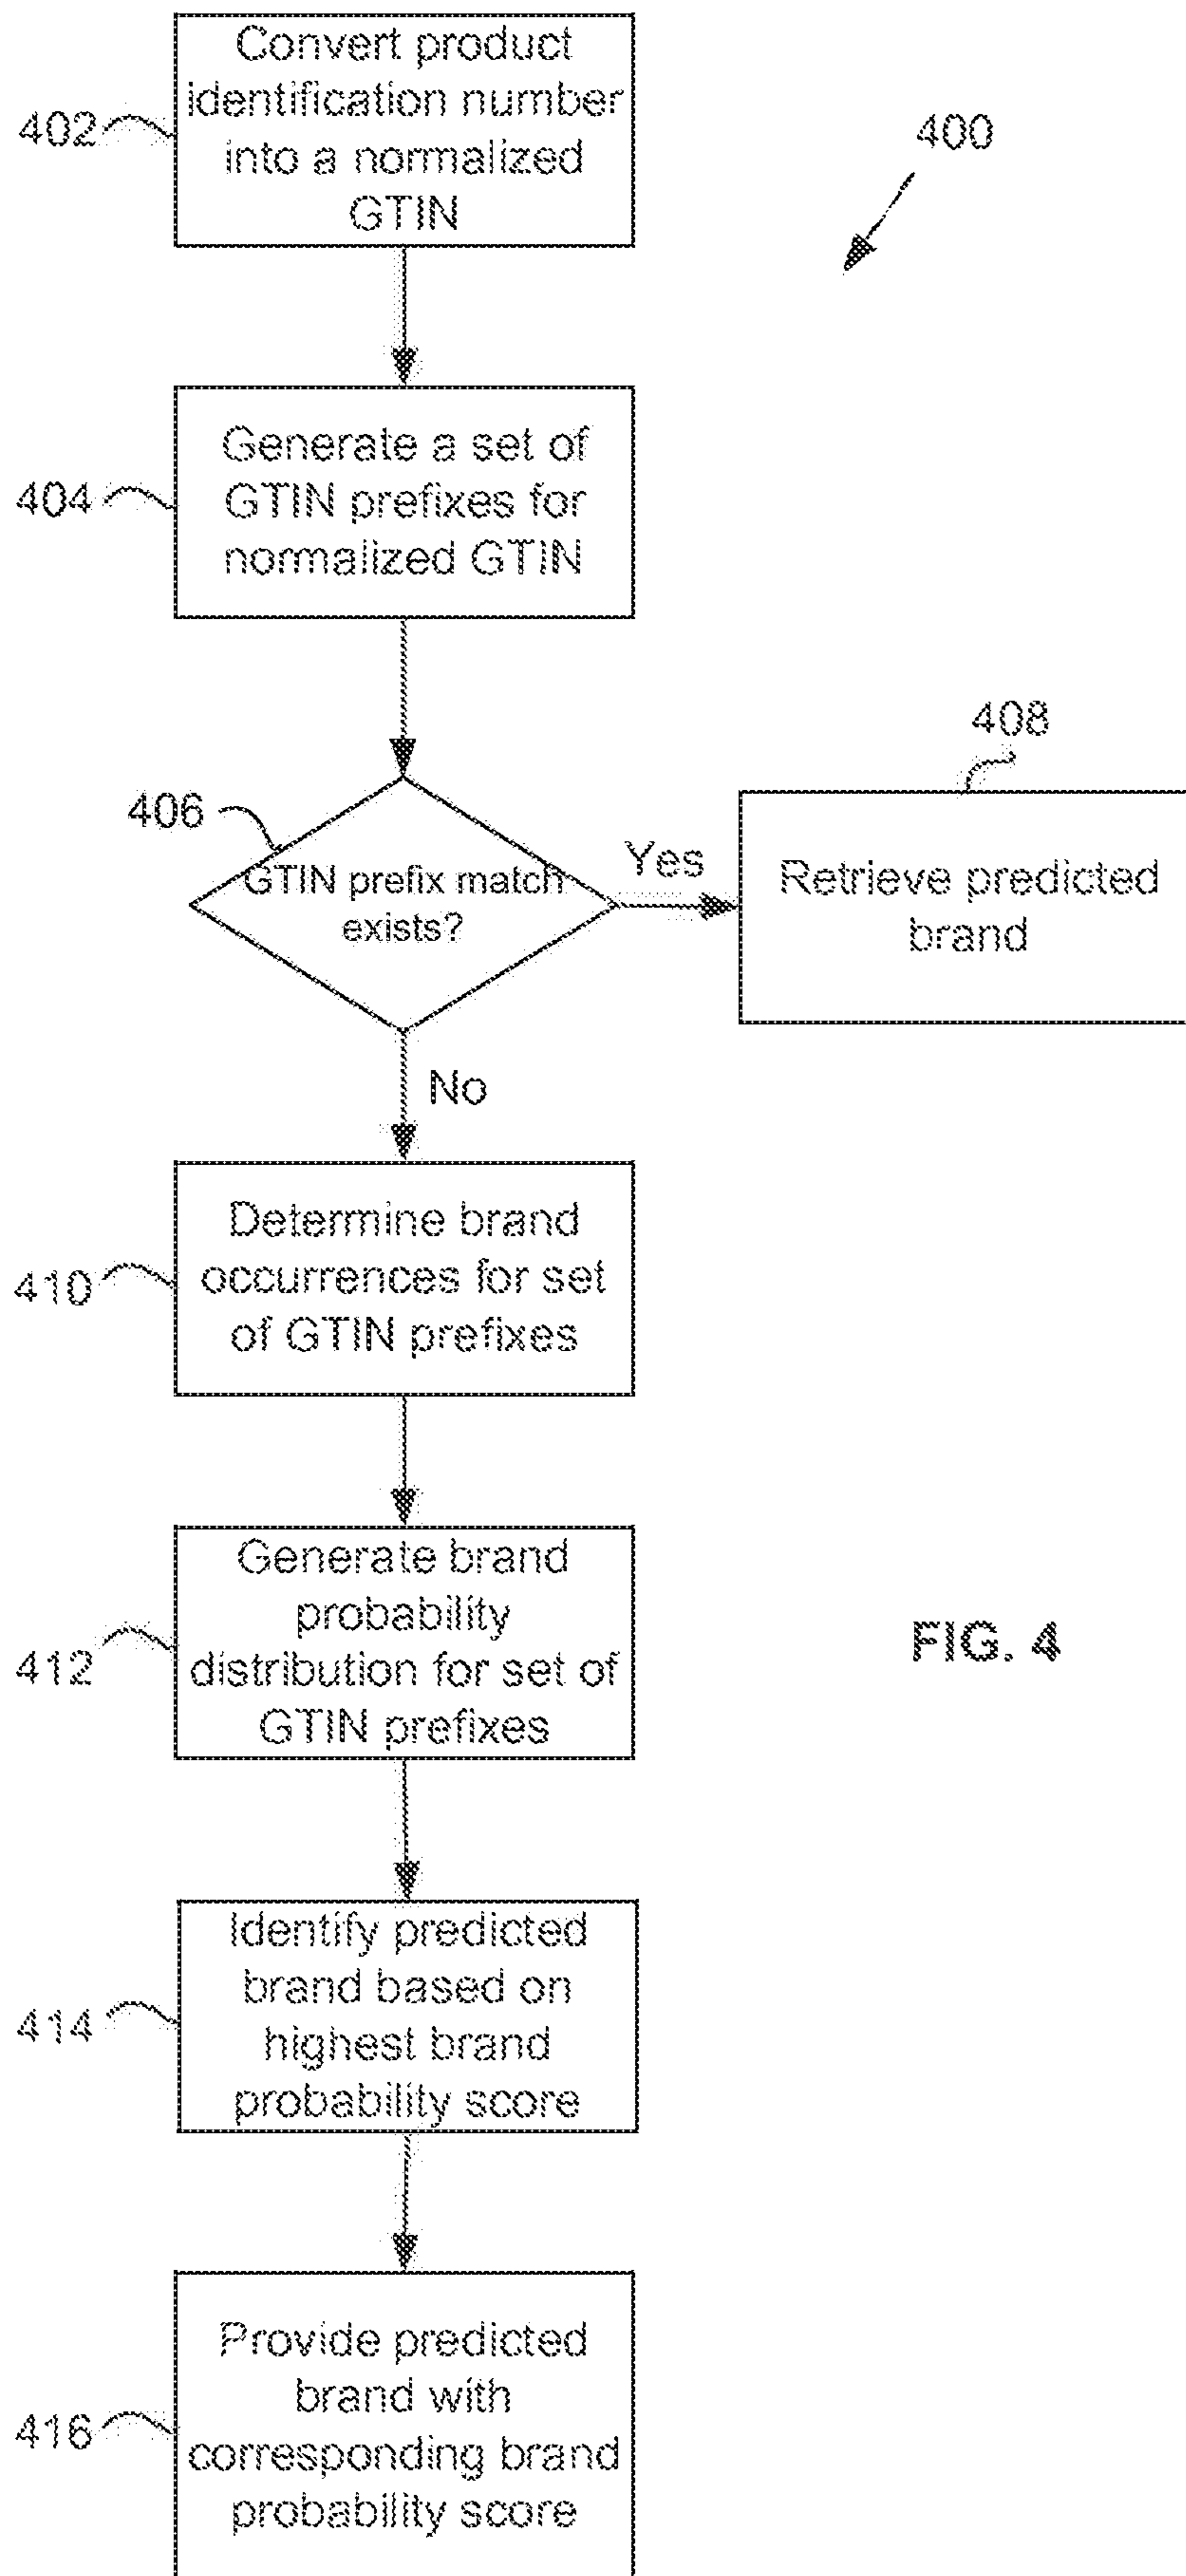 Convert product
identification number
into a normalized
GTIN
402
400
Generate a set of
GTIN prefixes for
normalized GTIN
404
408
406
GTIN prefix match
exists?
Yes
Retrieve predicted
brand
No
Determine brand
occurrences for set
of GTIN prefixes
410
Generate brand
probability
distribution for set of
GTIN prefixes
412
FIG. 4
Identify predicted
brand based on
highest brand
probability score
414
Provide predicted
brand with
corresponding brand
probability score
416